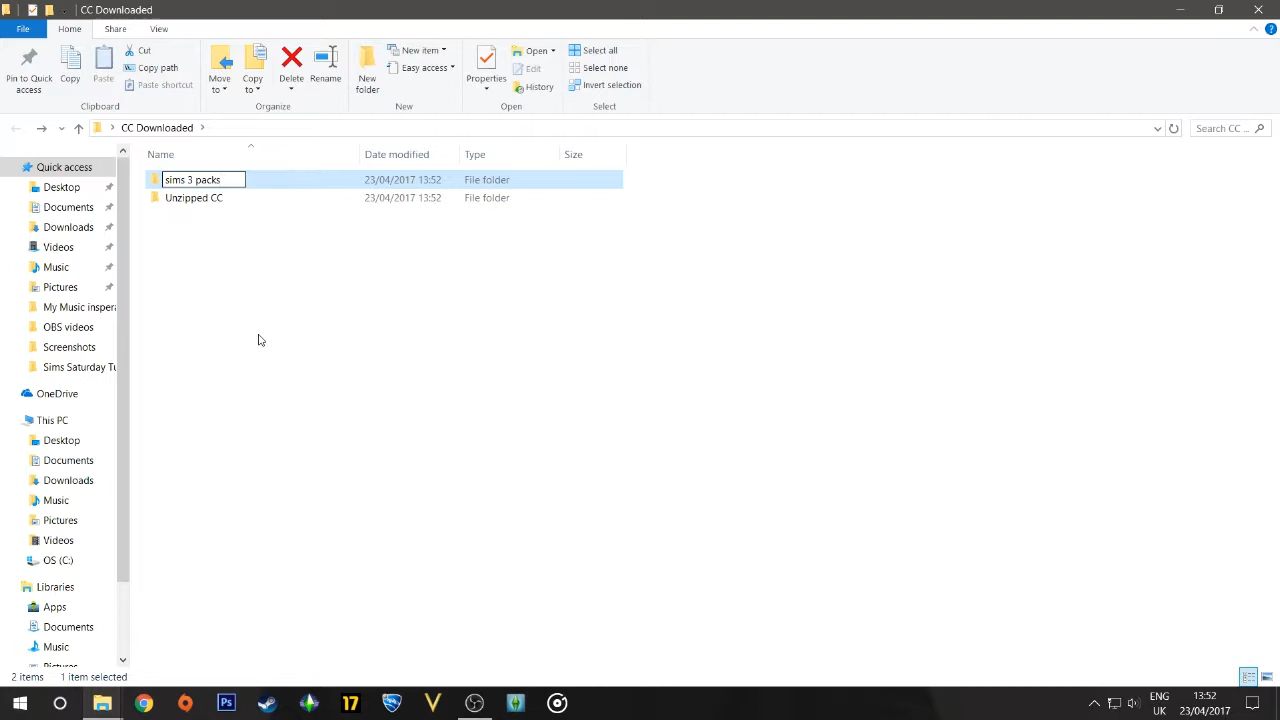 CC Downloaded
File
Home
Share
View
Pin to Quick access
Copy
Paste
Cut
Copy path
Paste shortcut
Clipboard
Move to
Copy to
Delete
Rename
Organize
New folder
New item
Easy access
New
Properties
Open
Edit
History
Open
Select all
Select none
Invert selection
Select
CC Downloaded
Search CC ...
Name
Date modified
Type
Size
sims 3 packs
23/04/2017 13:52
File folder
Unzipped CC
23/04/2017 13:52
File folder
Quick access
Desktop
Documents
Downloads
Videos
Music
Pictures
My Music inspera
OBS videos
Screenshots
Sims Saturday Tu
OneDrive
This PC
Desktop
Documents
Downloads
Music
Pictures
Videos
OS (C:)
Libraries
Apps
Documents
Music
Pictures
2 items
1 item selected
Ps
17
V
ENG
UK
13:52
23/04/2017